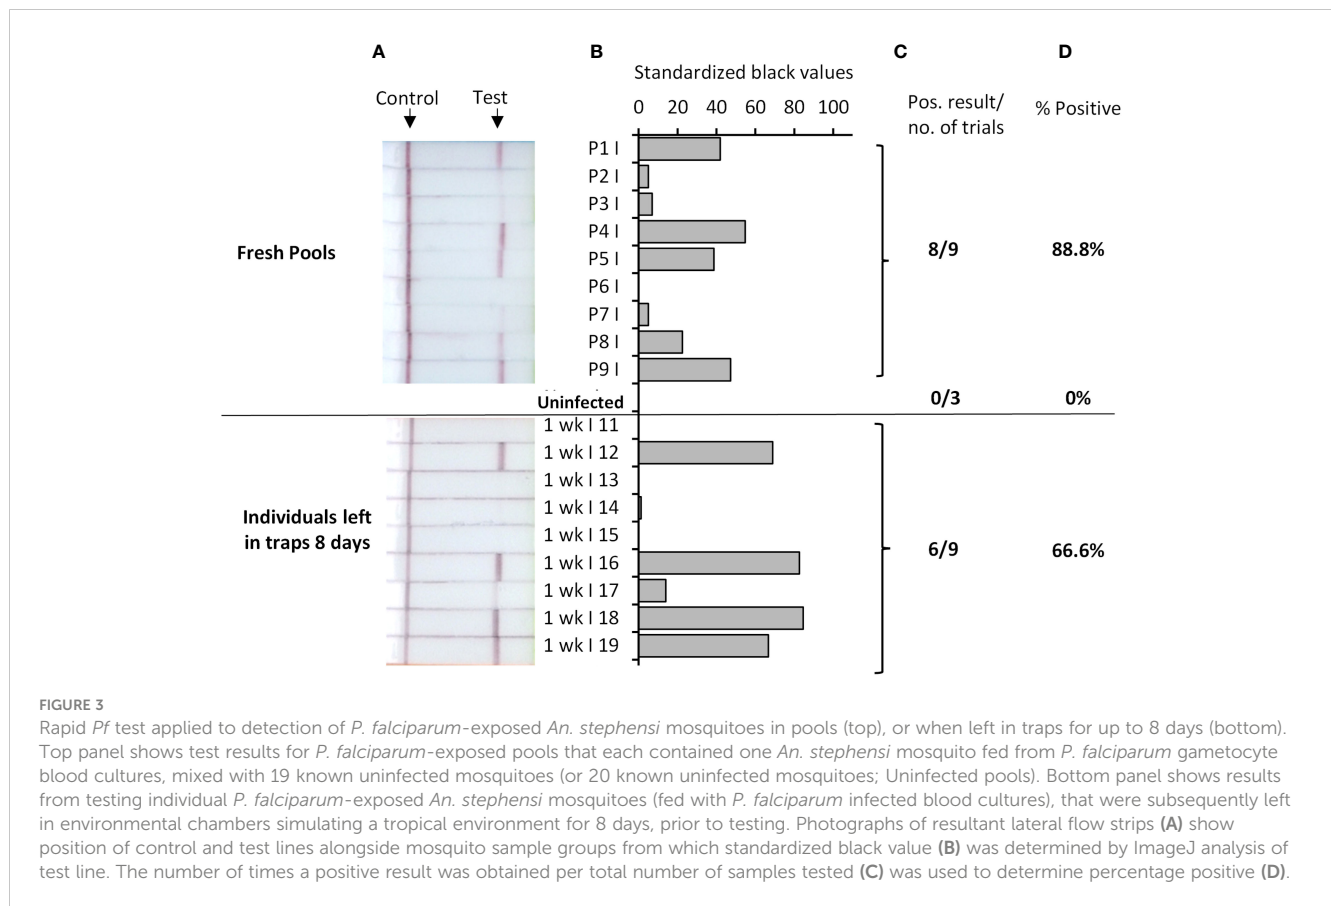 A B C D
Standardized black values
Control Test
0 20 40 60 80 100
Pos. result/
no. of trials
% Positive
P1 I
P2 I
P3 I
P4 I
Fresh Pools
P5 I
8/9 88.8%
P6 I
P7 I
P8 I
P9 I
Uninfected 0/3 0%
1 wk I 11
1 wk I 12
1 wk I 13
1 wk I 14
Individuals left
in traps 8 days
1 wk I 15
6/9 66.6%
1 wk I 16
1 wk I 17
1 wk I 18
1 wk I 19
FIGURE 3
Rapid Pf test applied to detection of P. falciparum-exposed An. stephensi mosquitoes in pools (top), or when left in traps for up to 8 days (bottom).
Top panel shows test results for P. falciparum-exposed pools that each contained one An. stephensi mosquito fed from P. falciparum gametocyte
blood cultures, mixed with 19 known uninfected mosquitoes (or 20 known uninfected mosquitoes; Uninfected pools). Bottom panel shows results
from testing individual P. falciparum-exposed An. stephensi mosquitoes (fed with P. falciparum infected blood cultures), that were subsequently left
in environmental chambers simulating a tropical environment for 8 days, prior to testing. Photographs of resultant lateral flow strips (A) show
position of control and test lines alongside mosquito sample groups from which standardized black value (B) was determined by ImageJ analysis of
test line. The number of times a positive result was obtained per total number of samples tested (C) was used to determine percentage positive (D).